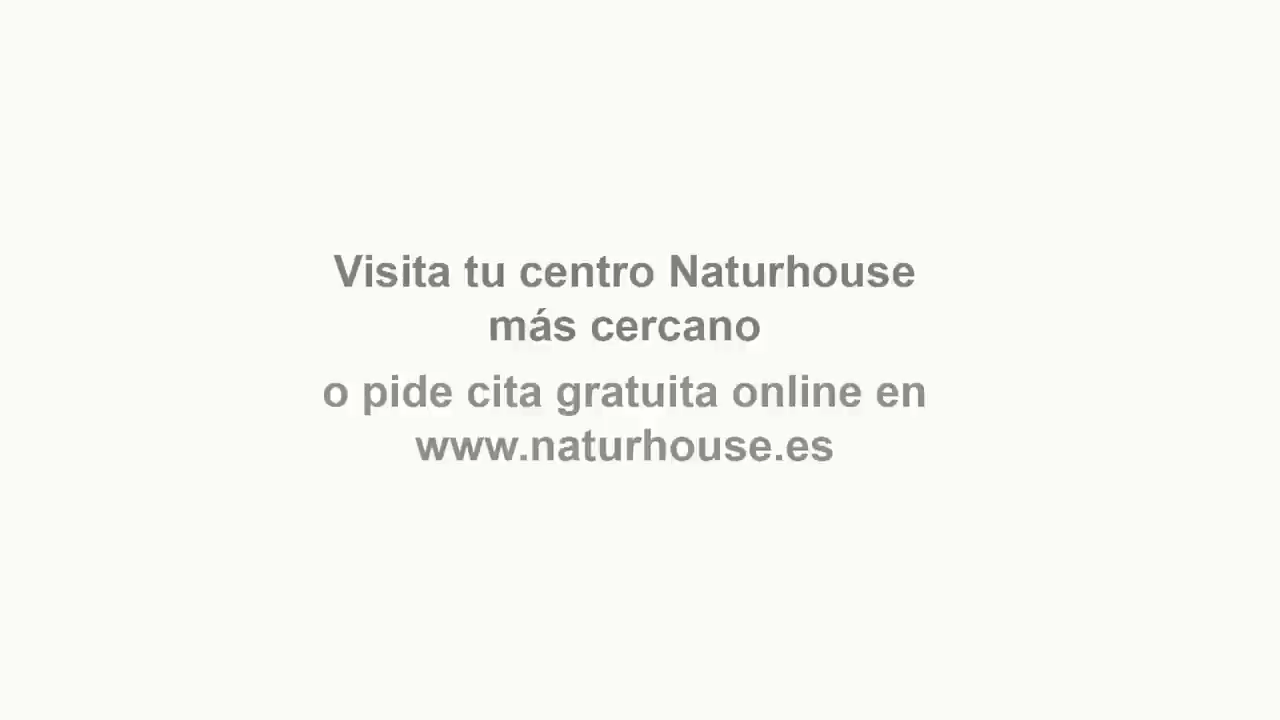 Visita tu centro Naturhouse
más cercano
o pide cita gratuita online en
www.naturhouse.es